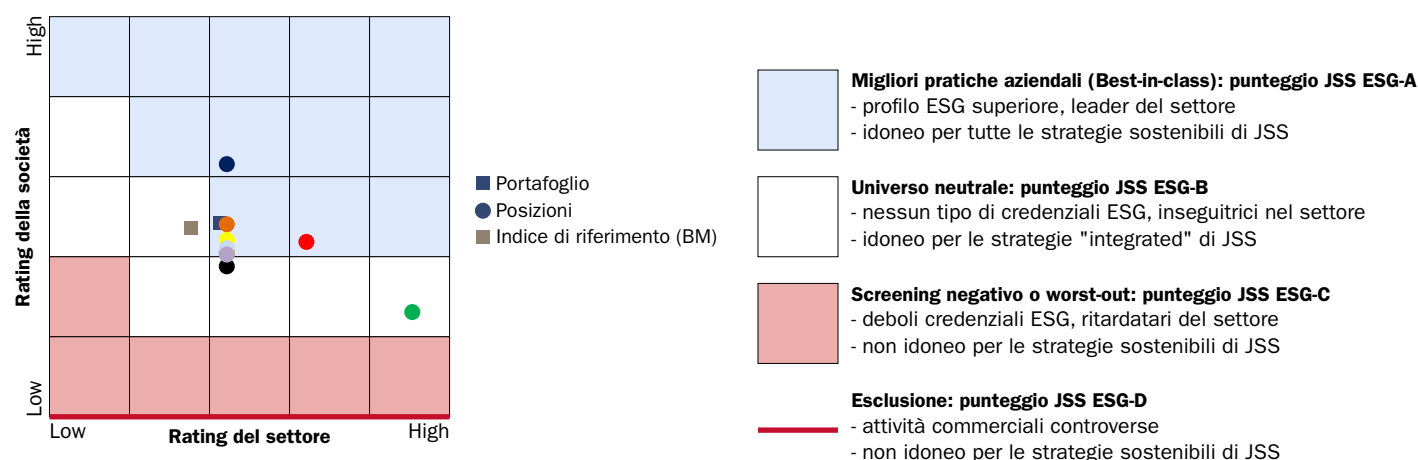 High
Rating della società
Low
Low
Rating del settore
High
Portafoglio
Posizioni
Indice di riferimento (BM)
Migliori pratiche aziendali (Best-in-class): punteggio JSS ESG-A
- profilo ESG superiore, leader del settore
- idoneo per tutte le strategie sostenibili di JSS
Universo neutrale: punteggio JSS ESG-B
- nessun tipo di credenziali ESG, inseguitrici nel settore
- idoneo per le strategie "integrated" di JSS
Screening negativo o worst-out: punteggio JSS ESG-C
- deboli credenziali ESG, ritardatari del settore
- non idoneo per le strategie sostenibili di JSS
Esclusione: punteggio JSS ESG-D
- attività commerciali controverse
- non idoneo per le strategie sostenibili di JSS